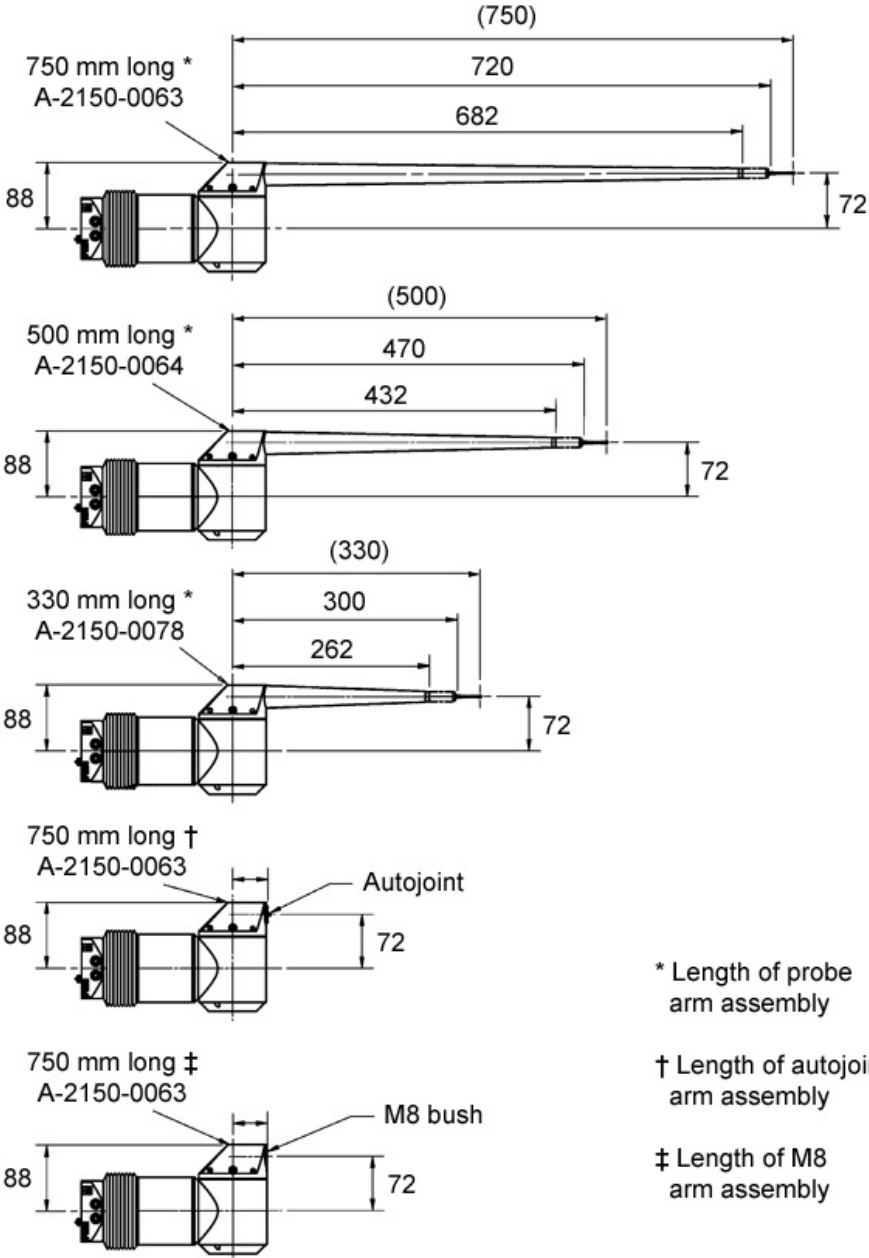 (750)
750 mm long *
A-2150-0063
720
682
88
72
(500)
500 mm long *
A-2150-0064
470
432
88
72
(330)
330 mm long *
A-2150-0078
300
262
88
72
750 mm long †
A-2150-0063
Autojoint
88
72
* Length of probe
arm assembly
750 mm long ‡
A-2150-0063
† Length of autojoin
arm assembly
M8 bush
88
72
‡ Length of M8
arm assembly